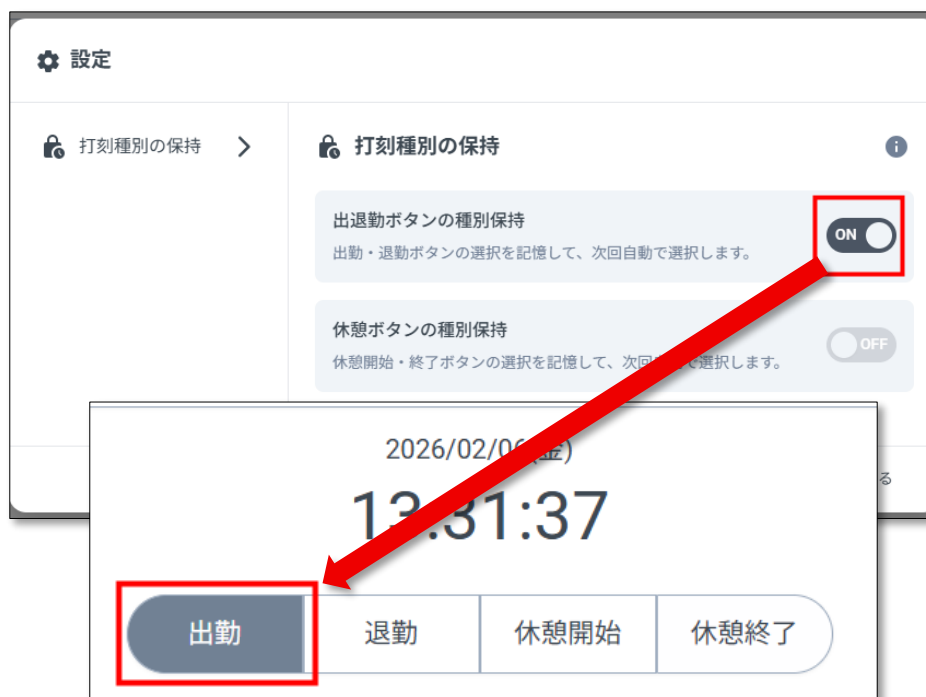 設定
打刻種別の保持
打刻種別の保持
出退勤ボタンの種別保持
出勤・退勤ボタンの選択を記憶して、次回自動で選択します。
ON
休憩ボタンの種別保持
休憩開始・終了ボタンの選択を記憶して、次回で選択します。
OFF
る
2026/02/06(金)
13:31:37
出勤
退勤
休憩開始
休憩終了